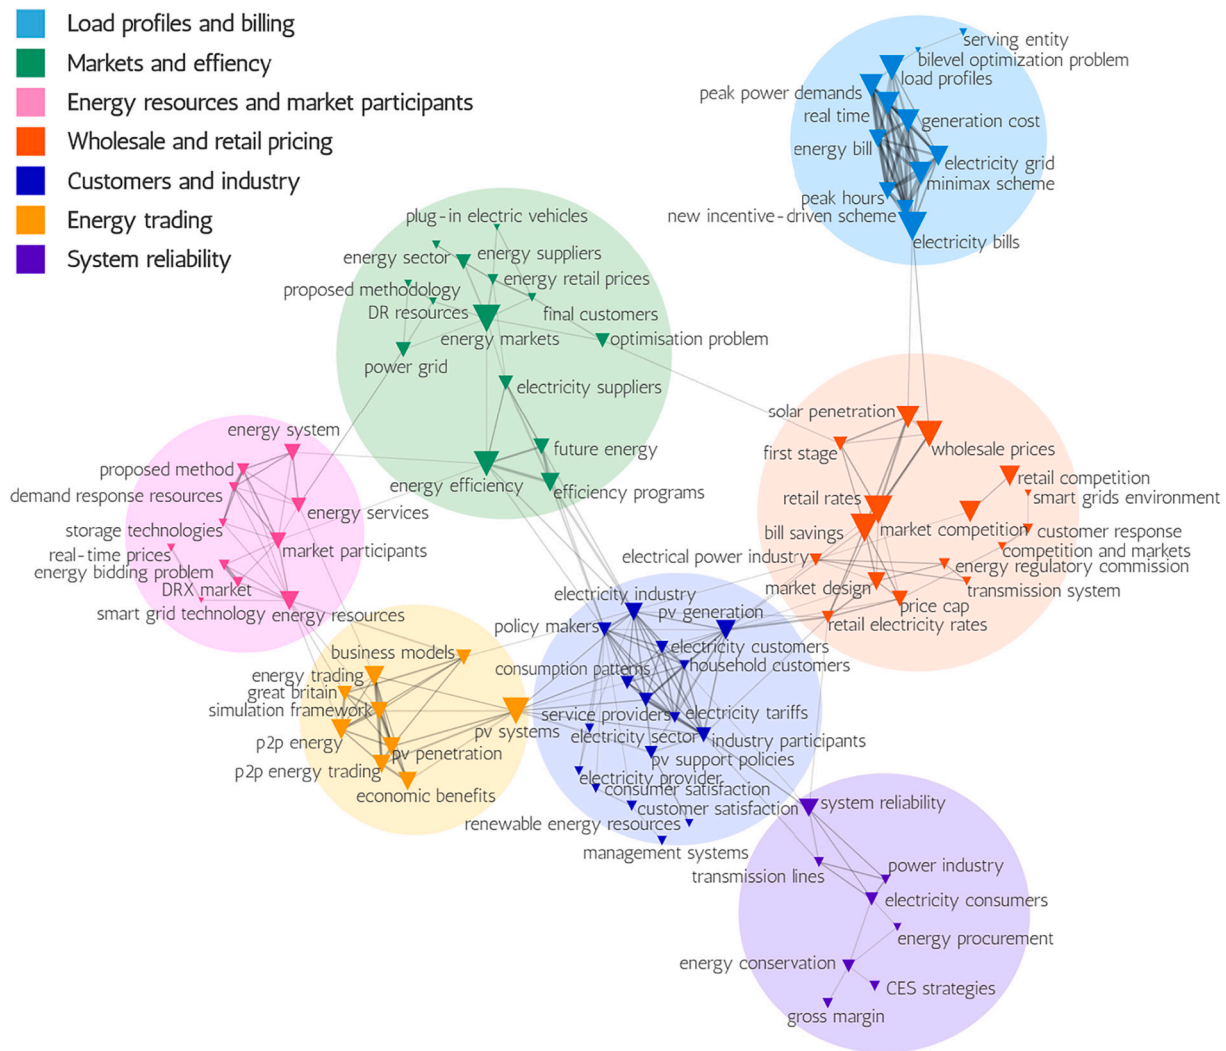 Load profiles and billing
Markets and effiency
Energy resources and market participants
Wholesale and retail pricing
Customers and industry
Energy trading
System reliability
serving entity
bilevel optimization problem
load profiles
peak power demands
real time
generation cost
energy bill
electricity grid
minimax scheme
peak hours
new incentive-driven scheme
electricity bills
plug-in electric vehicles
energy sector
energy suppliers
energy retail prices
proposed methodology
DR resources
final customers
energy markets
optimisation problem
power grid
electricity suppliers
future energy
energy efficiency
efficiency programs
energy system
proposed method
demand response resources
energy services
storage technologies
real-time prices
market participants
energy bidding problem
DRX market
smart grid technology
energy resources
solar penetration
first stage
wholesale prices
retail competition
smart grids environment
retail rates
bill savings
market competition
customer response
competition and markets
electrical power industry
energy regulatory commission
market design
transmission system
price cap
retail electricity rates
electricity industry
pv generation
policy makers
electricity customers
consumption patterns
household customers
service providers
electricity tariffs
electricity sector
industry participants
pv support policies
electricity provider
consumer satisfaction
customer satisfaction
renewable energy resources
management systems
business models
energy trading
great britain
simulation framework
pv systems
p2p energy
pv penetration
p2p energy trading
economic benefits
system reliability
transmission lines
power industry
electricity consumers
energy procurement
energy conservation
CES strategies
gross margin